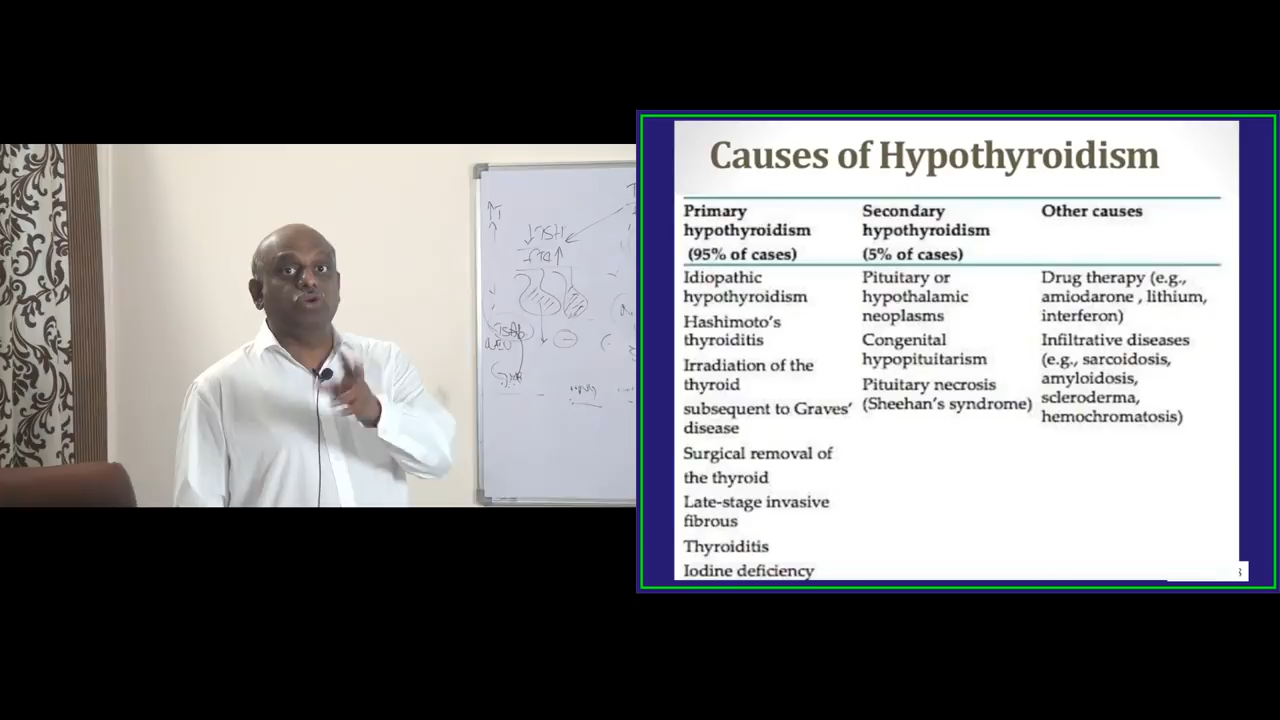 Causes of Hypothyroidism
Primary
hypothyroidism
(95% of cases)
Secondary
hypothyroidism
(5% of cases)
Other causes
Idiopathic
hypothyroidism
Hashimoto's
thyroiditis
Irradiation of the
thyroid
subsequent to Graves'
disease
Surgical removal of
the thyroid
Late-stage invasive
fibrous
Thyroiditis
Iodine deficiency
Pituitary or
hypothalamic
neoplasms
Congenital
hypopituitarism
Pituitary necrosis
(Sheehan's syndrome)
Drug therapy (e.g.,
amiodarone , lithium,
interferon)
Infiltrative diseases
(e.g., sarcoidosis,
amyloidosis,
scleroderma,
hemochromatosis)